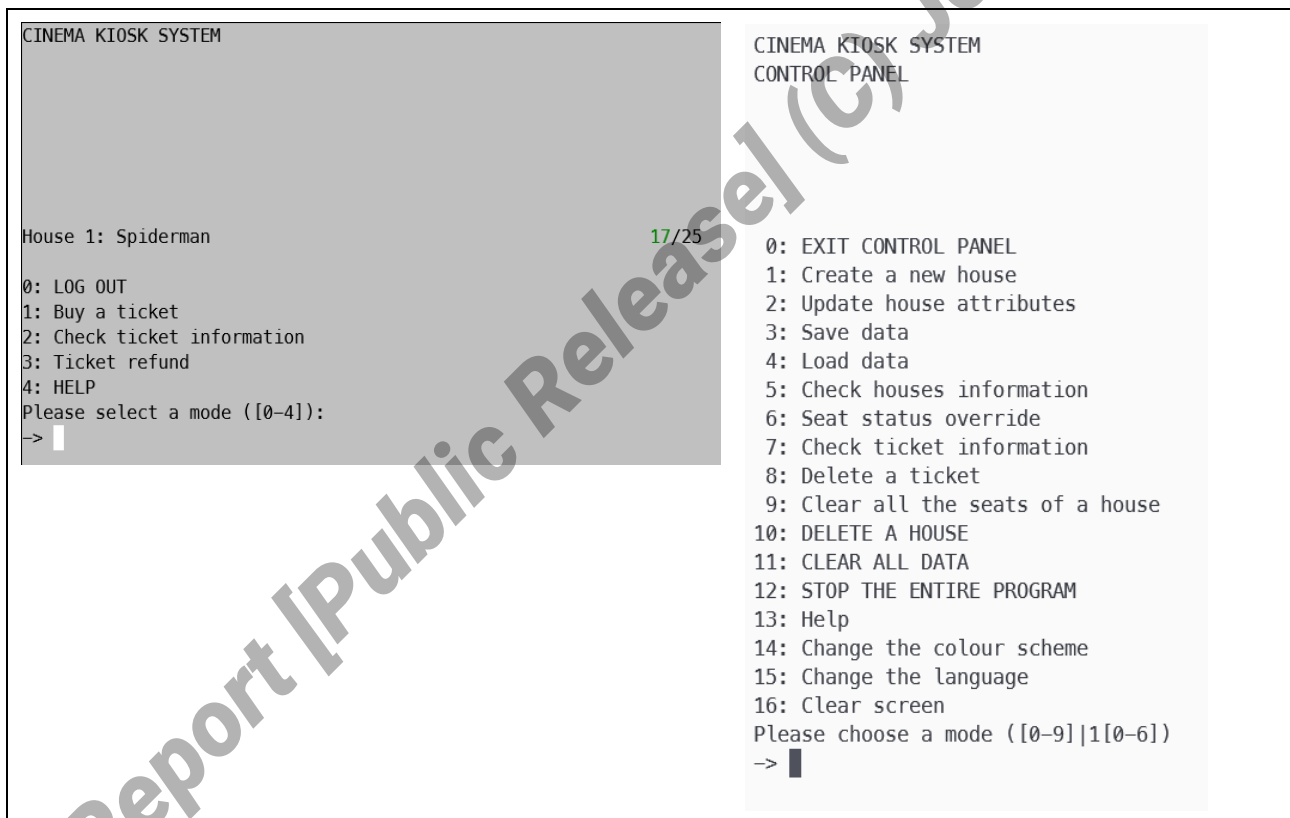 CINEMA KIOSK SYSTEM
House 1: Spiderman 17/25
0: LOG OUT
1: Buy a ticket
2: Check ticket information
3: Ticket refund
4: HELP
Please select a mode ([0-4]):
->
CINEMA KIOSK SYSTEM
CONTROL PANEL
0: EXIT CONTROL PANEL
1: Create a new house
2: Update house attributes
3: Save data
4: Load data
5: Check houses information
6: Seat status override
7: Check ticket information
8: Delete a ticket
9: Clear all the seats of a house
10: DELETE A HOUSE
11: CLEAR ALL DATA
12: STOP THE ENTIRE PROGRAM
13: Help
14: Change the colour scheme
15: Change the language
16: Clear screen
Please choose a mode ([0-9]|1[0-6])
->
Report [Public Release] (C)